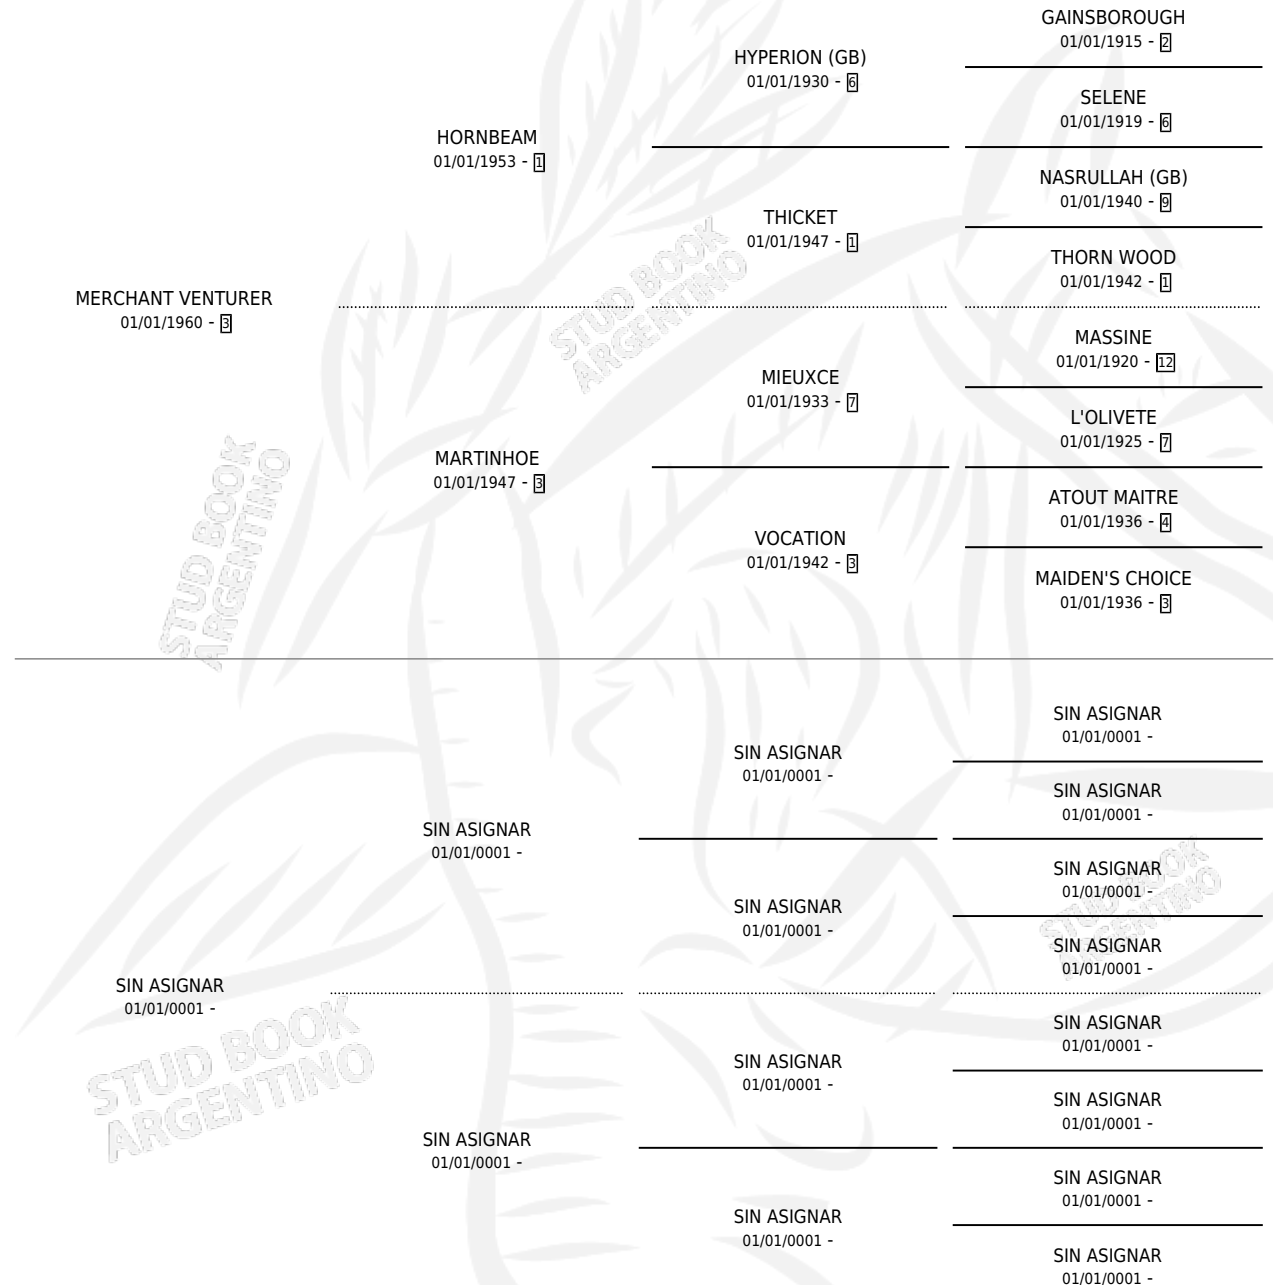 GAINSBOROUGH
01/01/1915 - 2
HYPERION (GB)
01/01/1930 - 6
SELENE
01/01/1919 - 6
HORNBEAM
01/01/1953 - 1
NASRULLAH (GB)
01/01/1940 - 9
THICKET
01/01/1947 - 1
THORN WOOD
01/01/1942 - 1
MERCHANT VENTURER
01/01/1960 - 3
MASSINE
01/01/1920 - 12
MIEUXCE
01/01/1933 - 7
L'OLIVETE
01/01/1925 - 7
MARTINHOE
01/01/1947 - 3
ATOUT MAITRE
01/01/1936 - 4
VOCATION
01/01/1942 - 3
MAIDEN'S CHOICE
01/01/1936 - 3
STUD BOOK
ARGENTINO
STUD BOOK
ARGENTINO
SIN ASIGNAR
01/01/0001 -
SIN ASIGNAR
01/01/0001 -
SIN ASIGNAR
01/01/0001 -
SIN ASIGNAR
01/01/0001 -
SIN ASIGNAR
01/01/0001 -
SIN ASIGNAR
01/01/0001 -
SIN ASIGNAR
01/01/0001 -
SIN ASIGNAR
01/01/0001 -
SIN ASIGNAR
01/01/0001 -
SIN ASIGNAR
01/01/0001 -
SIN ASIGNAR
01/01/0001 -
SIN ASIGNAR
01/01/0001 -
SIN ASIGNAR
01/01/0001 -
SIN ASIGNAR
01/01/0001 -
SIN ASIGNAR
01/01/0001 -
STUD BOOK
ARGENTINO
STUD BOOK
ARGENTINO